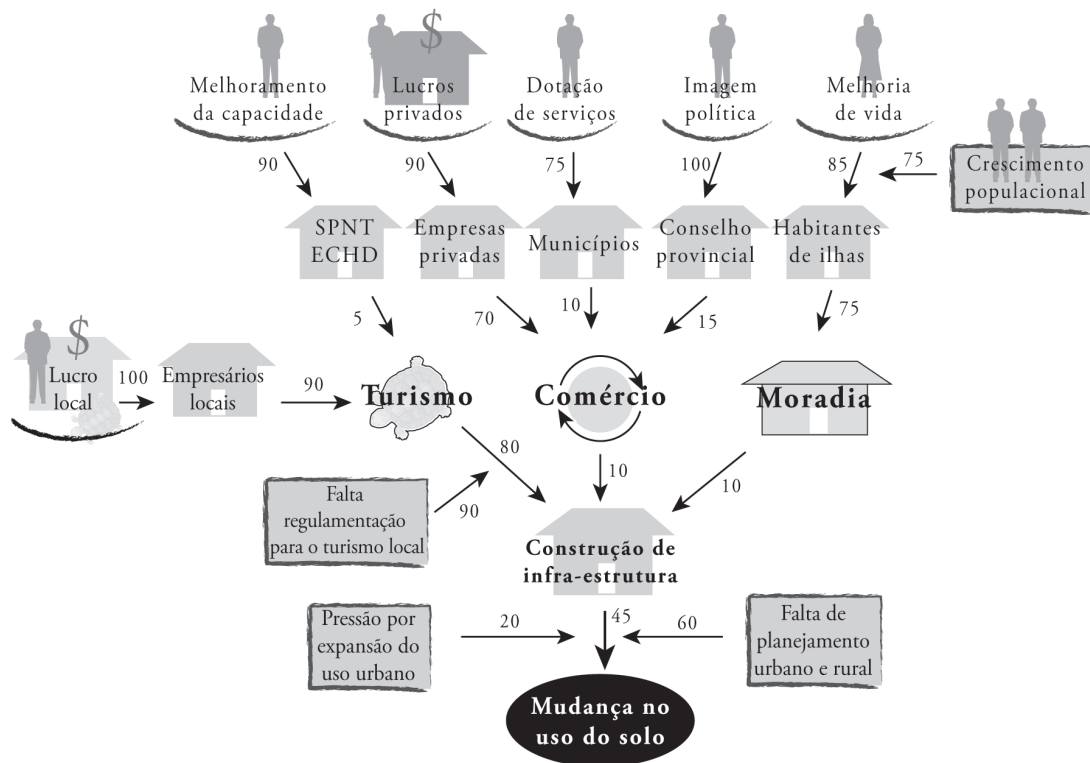 $
Melhoramento
da capacidade
Lucros
privados
Dotação
de serviços
Imagem
política
Melhoria
de vida
90
90
75
100
85
75
Crescimento
populacional
SPNT
ECHD
Empresas
privadas
Municípios
Conselho
provincial
Habitantes
de ilhas
5
70
10
15
75
$
Lucro
local
100
Empresários
locais
90
Turismo
Comércio
Moradia
80
10
10
Falta
regulamentação
para o turismo local
90
Construção de
infra-estrutura
Pressão por
expansão do
uso urbano
20
45
60
Falta de
planejamento
urbano e rural
Mudança no
uso do solo